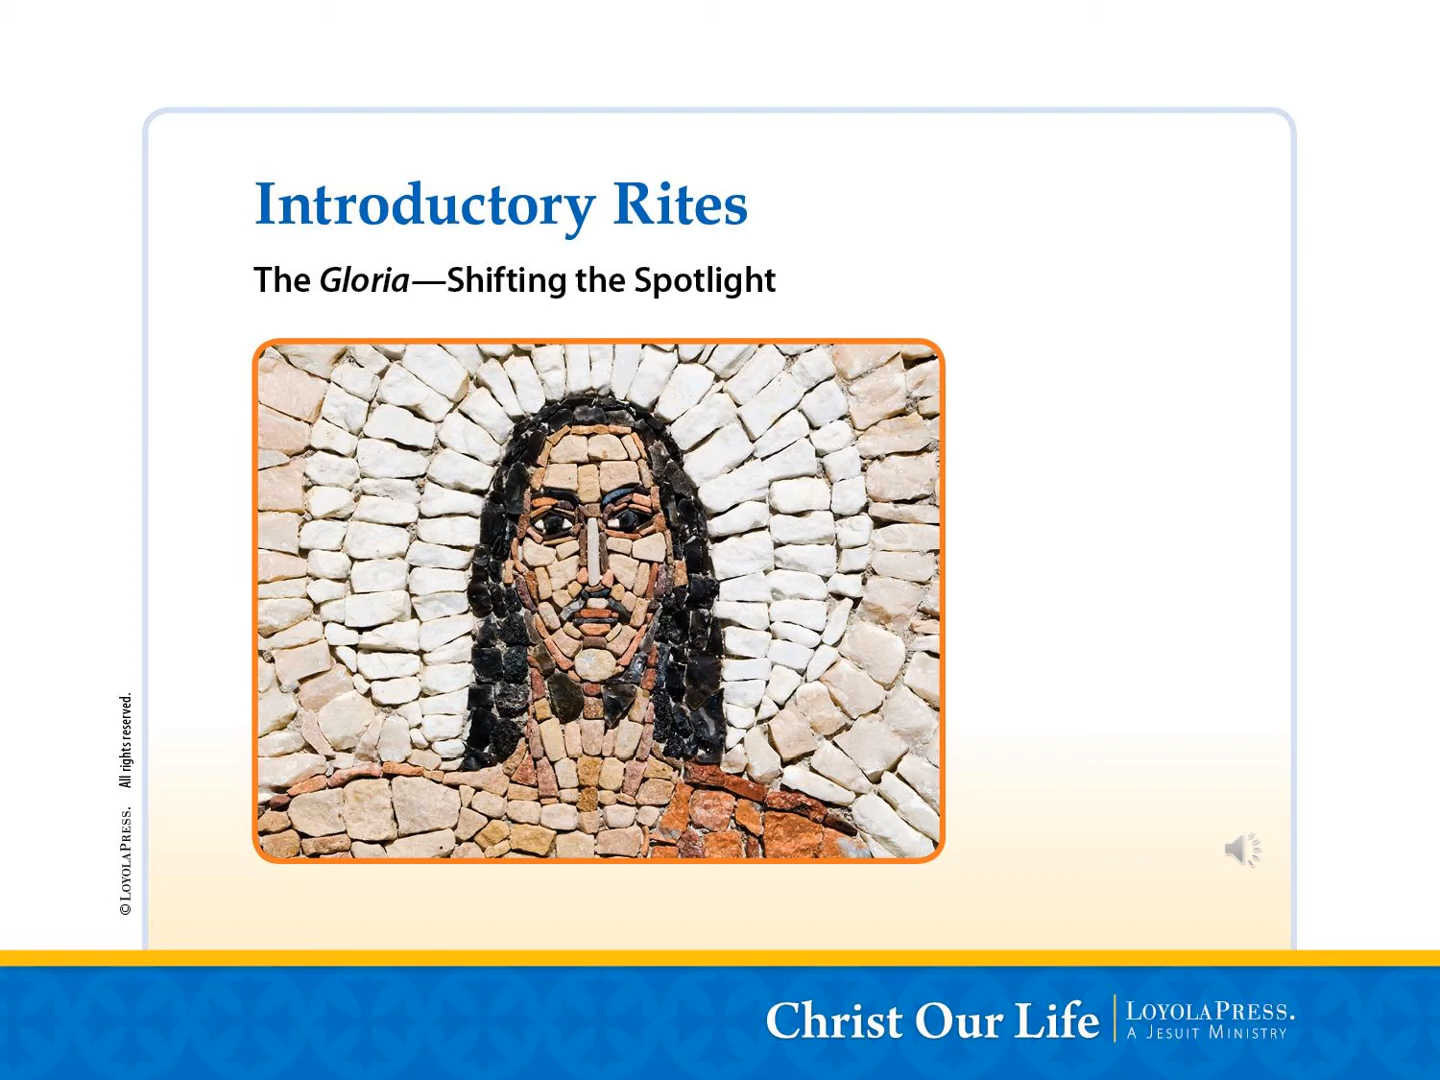 Introductory Rites
The Gloria—Shifting the Spotlight
© LOYOLAPRESS. All rights reserved.
Christ Our Life
LOYOLAPRESS.
A JESUIT MINISTRY